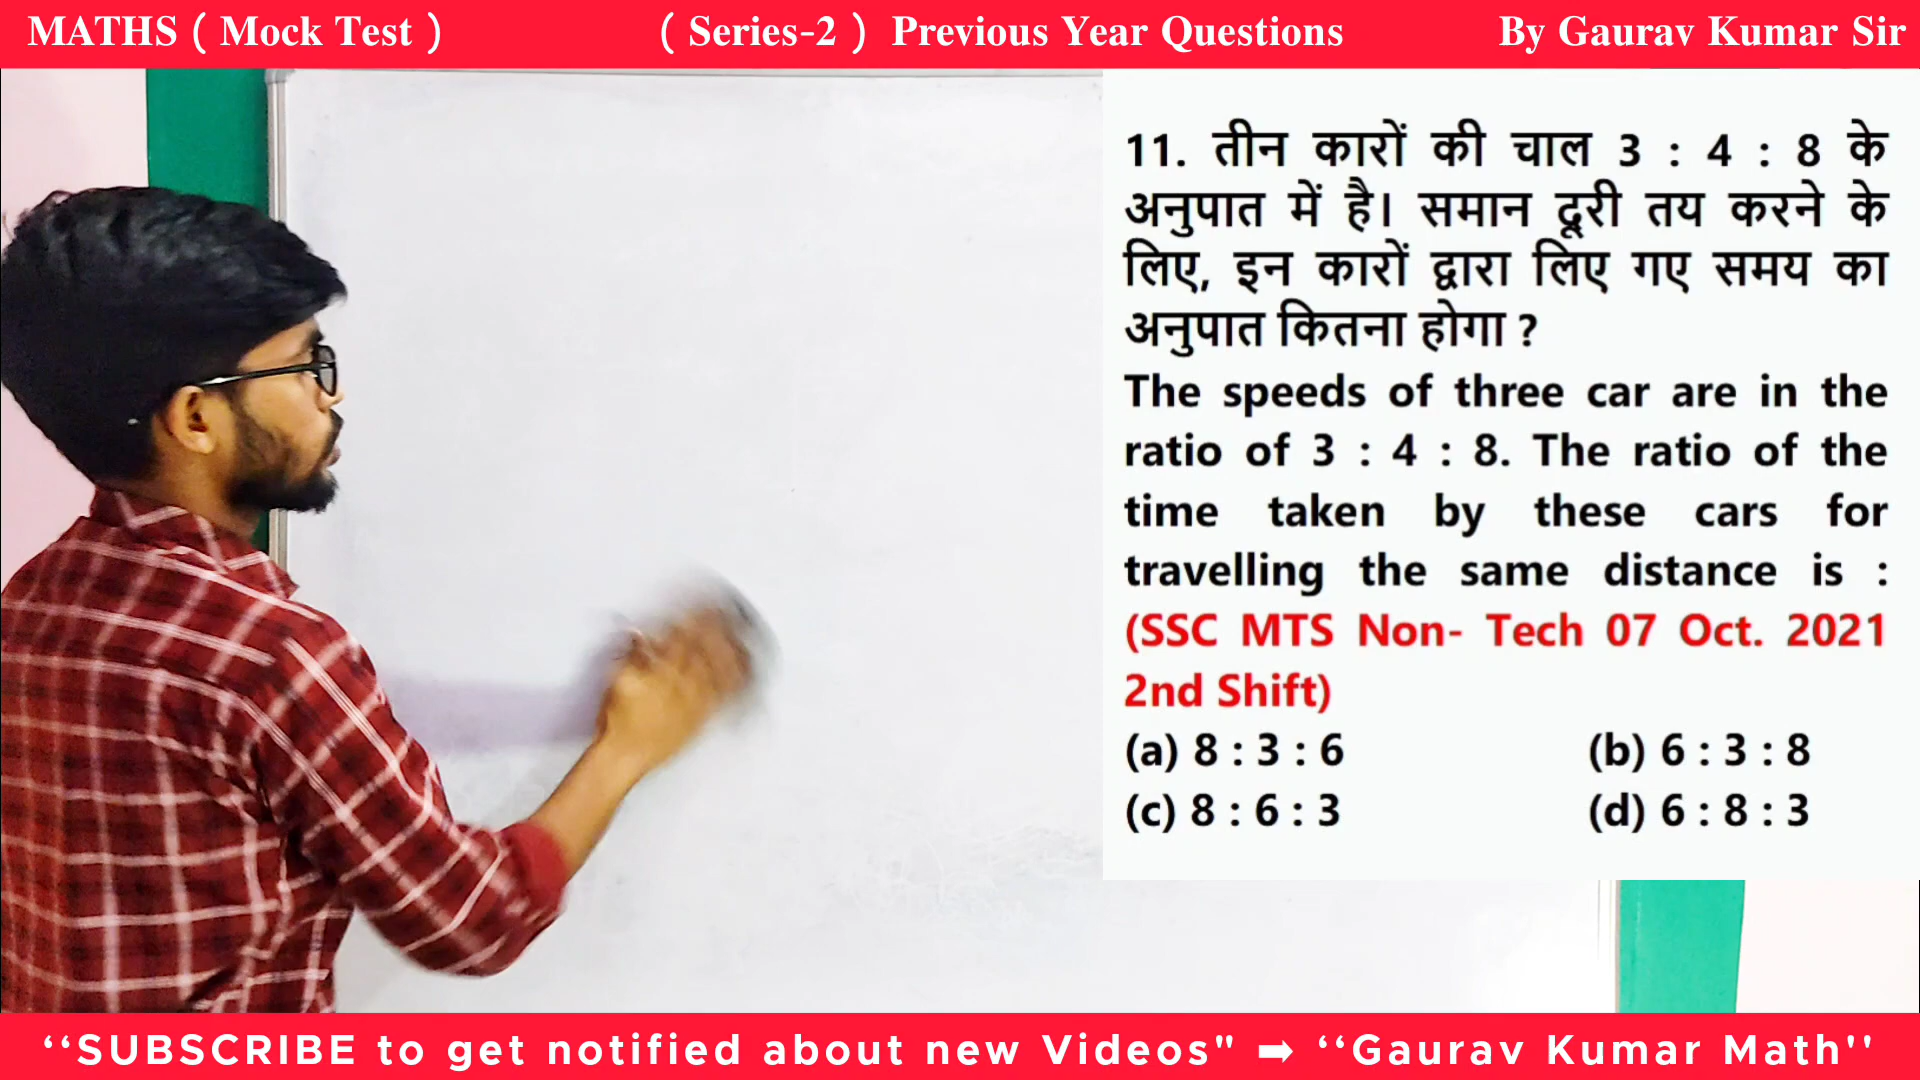 MATHS ( Mock Test ) ( Series-2 ) Previous Year Questions By Gaurav Kumar Sir
11. तीन कारों की चाल 3 : 4 : 8 के
अनुपात में है। समान दूरी तय करने के
लिए, इन कारों द्वारा लिए गए समय का
अनुपात कितना होगा ?
The speeds of three car are in the
ratio of 3 : 4 : 8. The ratio of the
time taken by these cars for
travelling the same distance is :
(SSC MTS Non- Tech 07 Oct. 2021
2nd Shift)
(a) 8 : 3 : 6 (b) 6 : 3 : 8
(c) 8 : 6 : 3 (d) 6 : 8 : 3
‘‘SUBSCRIBE to get notified about new Videos" ➡ ‘‘Gaurav Kumar Math''